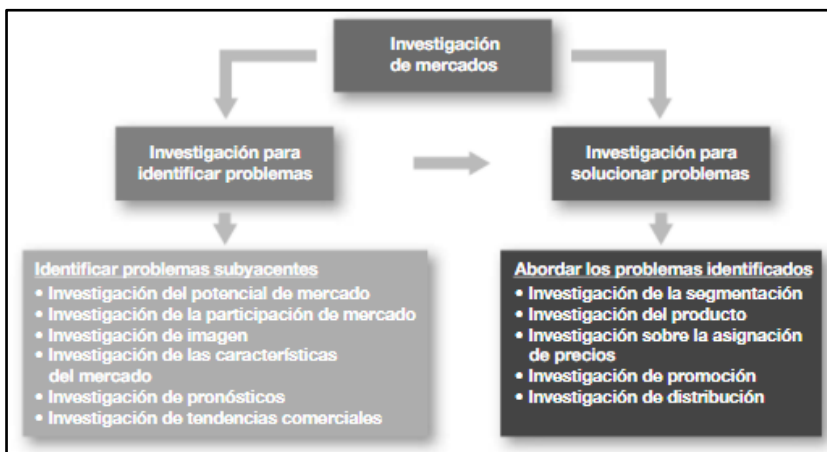 Investigación
de mercados
Investigación para
identificar problemas
Investigación para
solucionar problemas
Identificar problemas subyacentes
• Investigación del potencial de mercado
• Investigación de la participación de mercado
• Investigación de imagen
• Investigación de las características
del mercado
• Investigación de pronósticos
• Investigación de tendencias comerciales
Abordar los problemas identificados
• Investigación de la segmentación
• Investigación del producto
• Investigación sobre la asignación
de precios
• Investigación de promoción
• Investigación de distribución